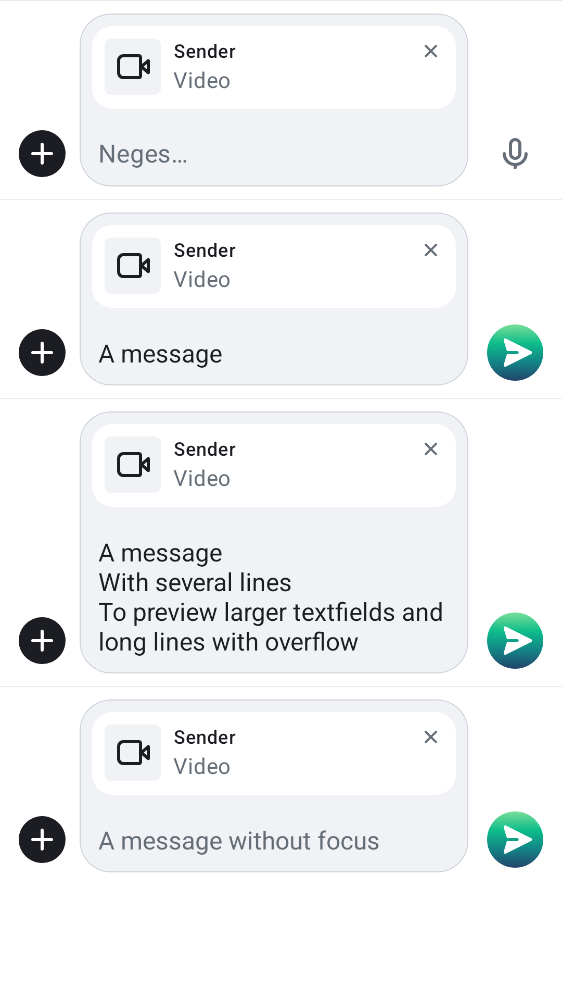 Sender
Video
Neges…
Sender
Video
A message
Sender
Video
A message
With several lines
To preview larger textfields and
long lines with overflow
Sender
Video
A message without focus